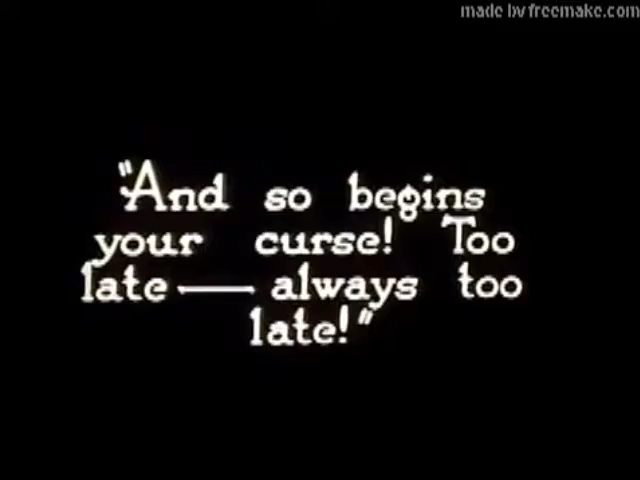 made by freemake.com
"And so begins
your curse! Too
late — always too
late!"